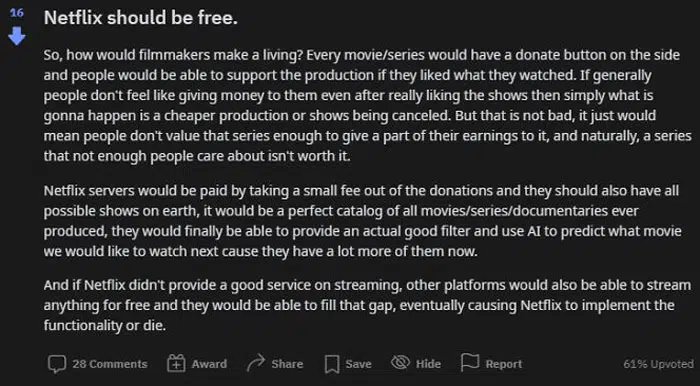 16
Netflix should be free.
So, how would filmmakers make a living? Every movie/series would have a donate button on the side
and people would be able to support the production if they liked what they watched. If generally
people don't feel like giving money to them even after really liking the shows then simply what is
gonna happen is a cheaper production or shows being canceled. But that is not bad, it just would
mean people don't value that series enough to give a part of their earnings to it, and naturally, a series
that not enough people care about isn't worth it.
Netflix servers would be paid by taking a small fee out of the donations and they should also have all
possible shows on earth, it would be a perfect catalog of all movies/series/documentaries ever
produced, they would finally be able to provide an actual good filter and use AI to predict what movie
we would like to watch next cause they have a lot more of them now.
And if Netflix didn't provide a good service on streaming, other platforms would also be able to stream
anything for free and they would be able to fill that gap, eventually causing Netflix to implement the
functionality or die.
28 Comments Award Share Save Hide Report 61% Upvoted